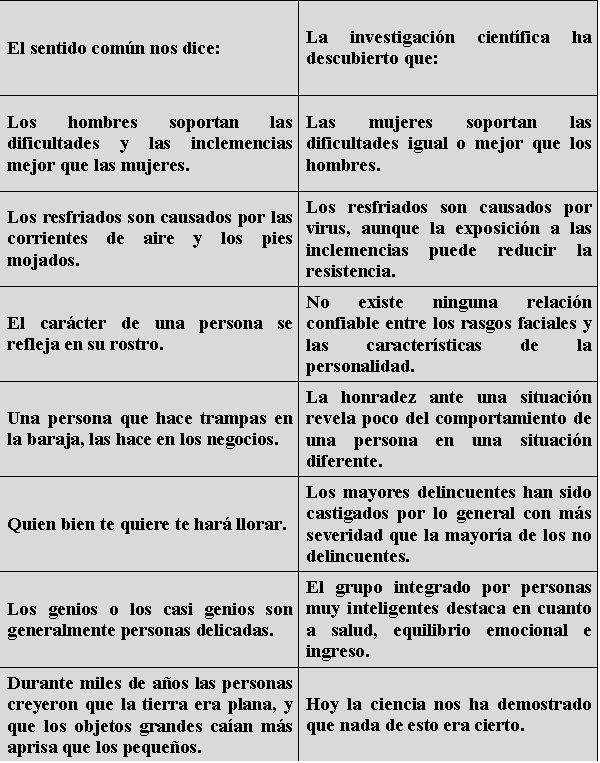 El sentido común nos dice:
La investigación científica ha
descubierto que:
Los hombres soportan las
dificultades y las inclemencias
mejor que las mujeres.
Las mujeres soportan las
dificultades igual o mejor que los
hombres.
Los resfriados son causados por las
corrientes de aire y los pies
mojados.
Los resfriados son causados por
virus, aunque la exposición a las
inclemencias puede reducir la
resistencia.
El carácter de una persona se
refleja en su rostro.
No existe ninguna relación
confiable entre los rasgos faciales y
las características de la
personalidad.
Una persona que hace trampas en
la baraja, las hace en los negocios.
La honradez ante una situación
revela poco del comportamiento de
una persona en una situación
diferente.
Quien bien te quiere te hará llorar.
Los mayores delincuentes han sido
castigados por lo general con más
severidad que la mayoría de los no
delincuentes.
Los genios o los casi genios son
generalmente personas delicadas.
El grupo integrado por personas
muy inteligentes destaca en cuanto
a salud, equilibrio emocional e
ingreso.
Durante miles de años las personas
creyeron que la tierra era plana, y
que los objetos grandes caían más
aprisa que los pequeños.
Hoy la ciencia nos ha demostrado
que nada de esto era cierto.